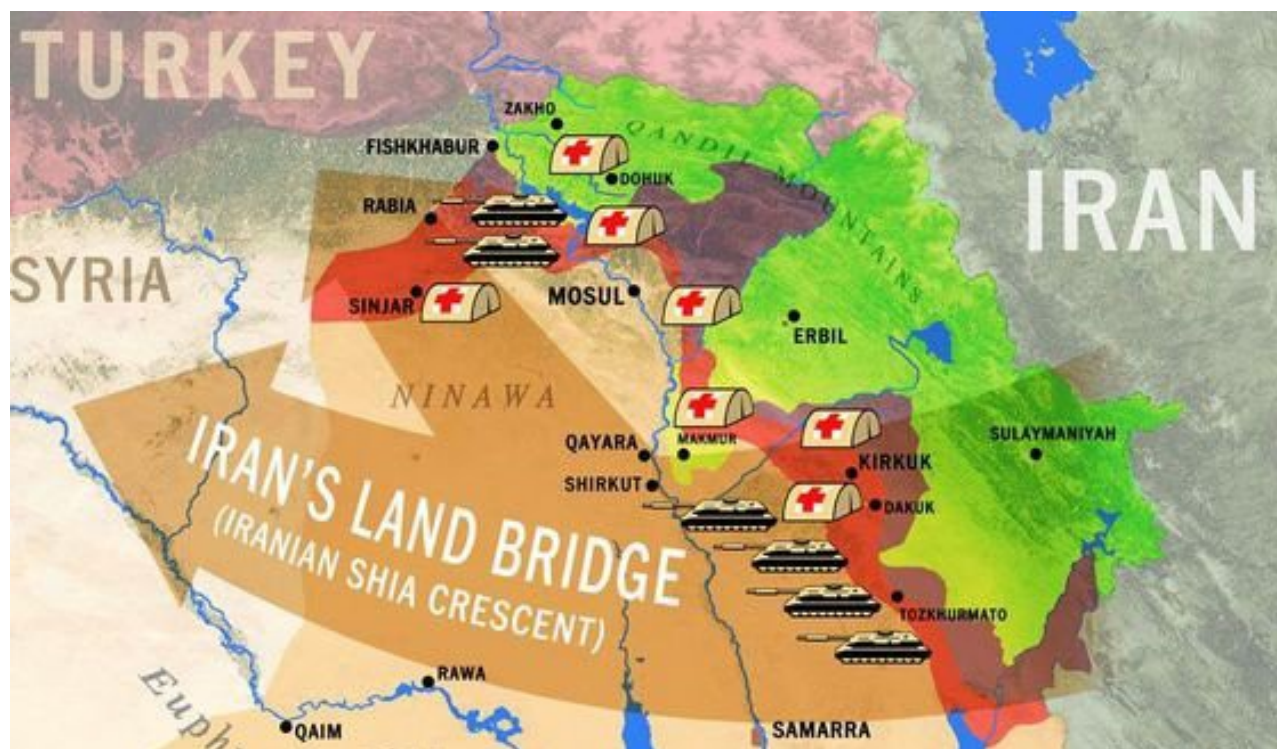 TURKEY
ZAKHO
QANDIL MOUNTAINS
FISHKHABUR
DOHUK
IRAN
RABIA
SYRIA
SINJAR
MOSUL
ERBIL
NINAWA
IRAN'S LAND BRIDGE
(IRANIAN SHIA CRESCENT)
QAYARA
MAKMUR
SULAYMANIYAH
KIRKUK
SHIRKUT
DAKUK
TOZKHURMATO
RAWA
Euph
QAIM
SAMARRA